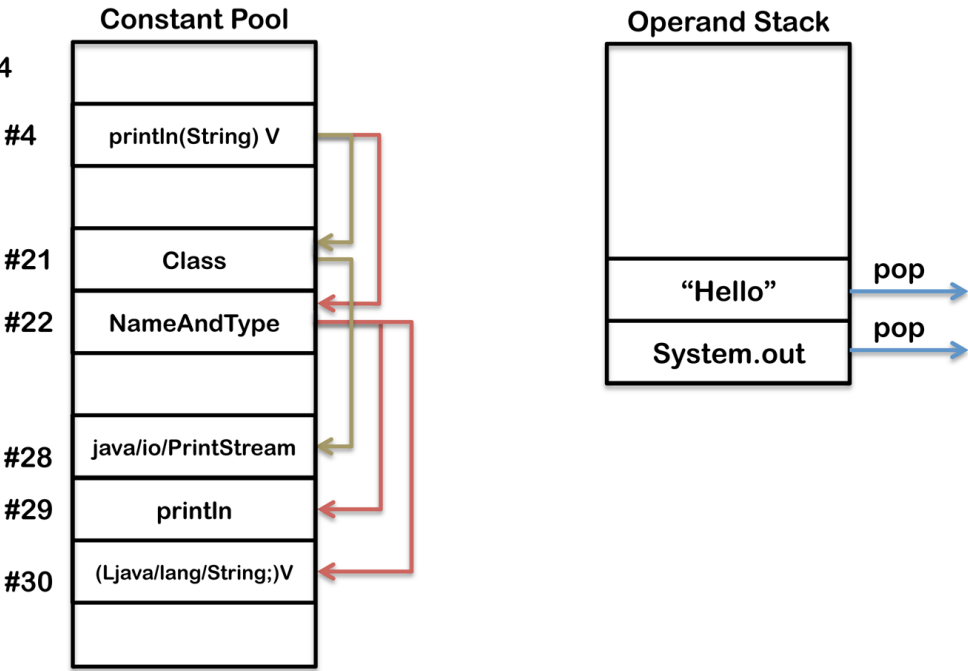 Constant Pool
4
#4
println(String) V
#21
Class
#22
NameAndType
#28
java/io/PrintStream
#29
println
#30
(Ljava/lang/String;)V
Operand Stack
“Hello”
pop
System.out
pop